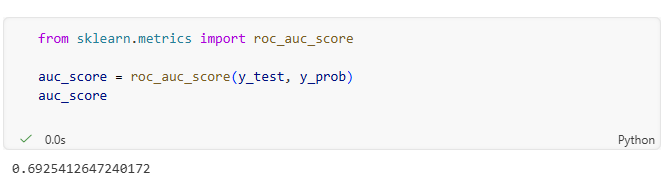 from sklearn.metrics import roc_auc_score
auc_score = roc_auc_score(y_test, y_prob)
auc_score
0.0s
Python
0.6925412647240172